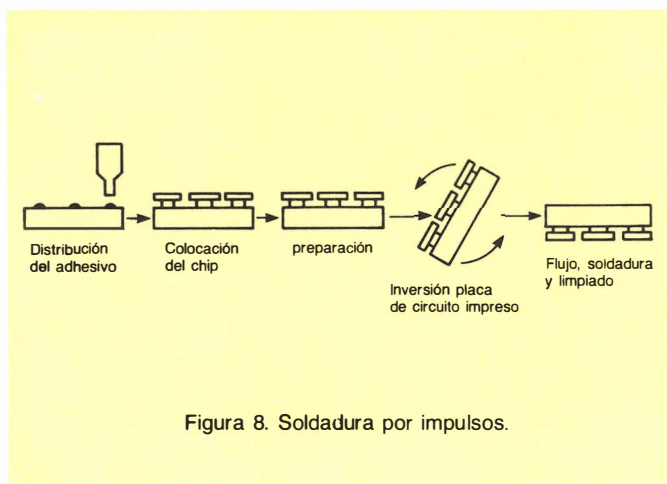 Distribución
del adhesivo
Colocación
del chip
preparación
Inversión placa
de circuito impreso
Flujo, soldadura
y limpiado
Figura 8. Soldadura por impulsos.